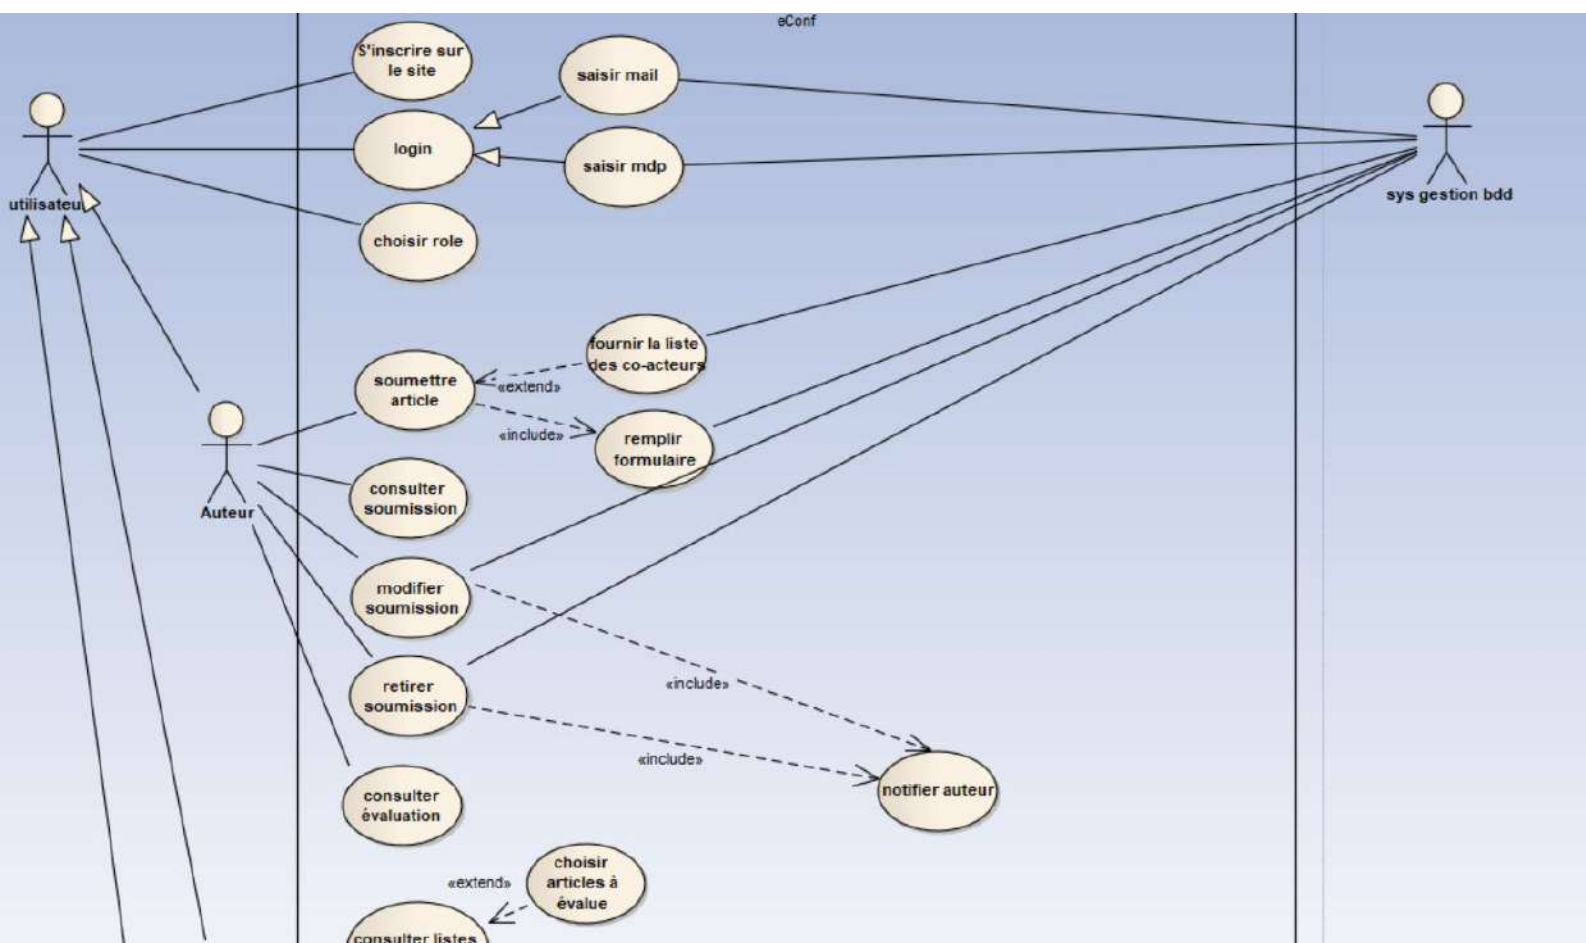 eConf
S'inscrire sur
le site
saisir mail
login
saisir mdp
utilisateur
sys gestion bdd
choisir role
fournir la liste
des co-acteurs
soumettre
article
«extend»
«include»
remplir
formulaire
consulter
soumission
Auteur
modifier
soumission
retirer
soumission
«include»
«include»
notifier auteur
consulter
évaluation
choisir
articles à
évalue
«extend»
consulter listes